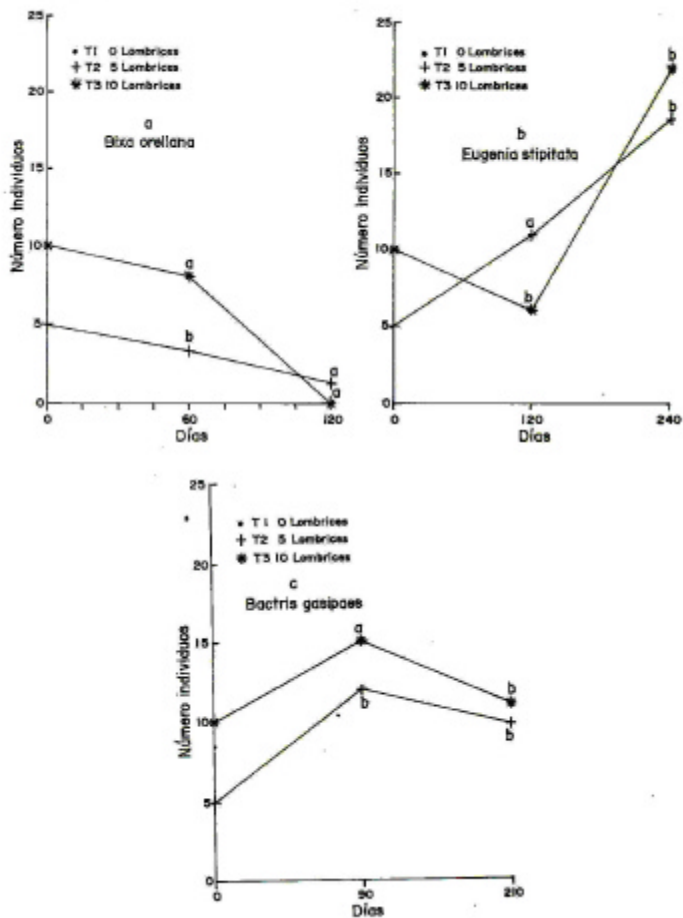 25
20
15
10
5
0
Número individuos
• T1 0 Lombrices
+ T2 5 Lombrices
* T3 10 Lombrices
a
Bixa orellana
a
b
a
a
0 60 120
Días
25
20
15
10
5
0
Número individuos
• T1 0 Lombrices
+ T2 5 Lombrices
* T3 10 Lombrices
b
Eugenia stipitata
a
b
b
b
0 120 240
Días
25
20
15
10
5
0
Número individuos
• T1 0 Lombrices
+ T2 5 Lombrices
* T3 10 Lombrices
c
Bactris gasipaes
a
b
b
b
0 90 210
Días